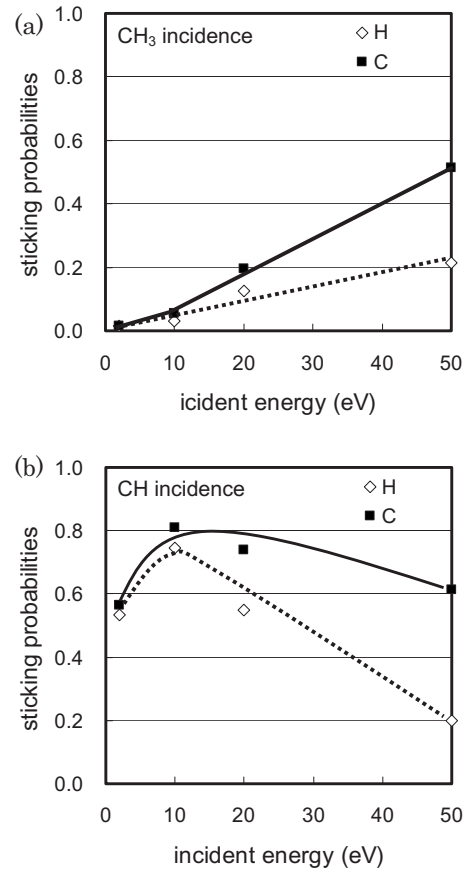 (a)
1.0
CH₃ incidence
H
C
0.8
0.6
0.4
0.2
0.0
sticking probabilities
0 10 20 30 40 50
icident energy (eV)
(b)
1.0
CH incidence
H
C
0.8
0.6
0.4
0.2
0.0
sticking probabilities
0 10 20 30 40 50
incident energy (eV)